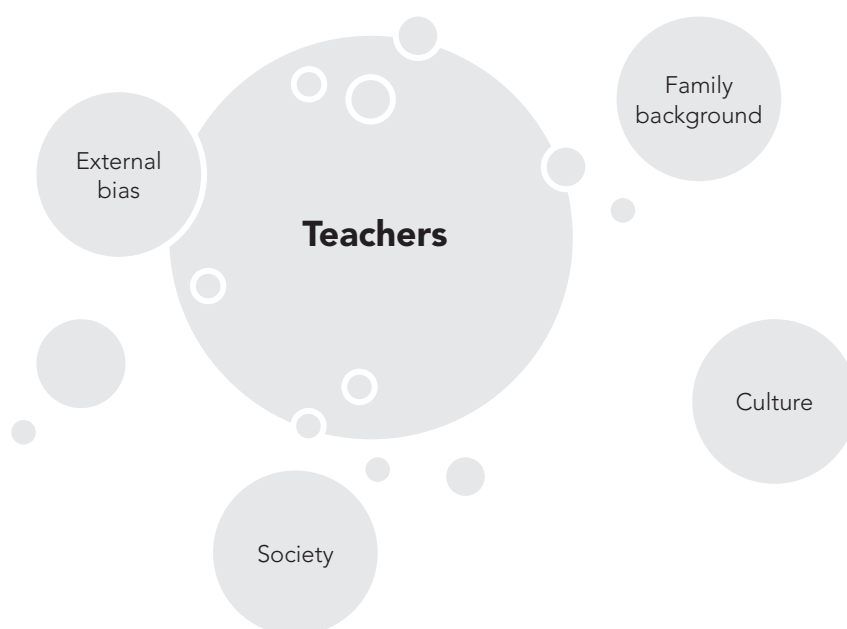 Family
background
External
bias
Teachers
Culture
Society